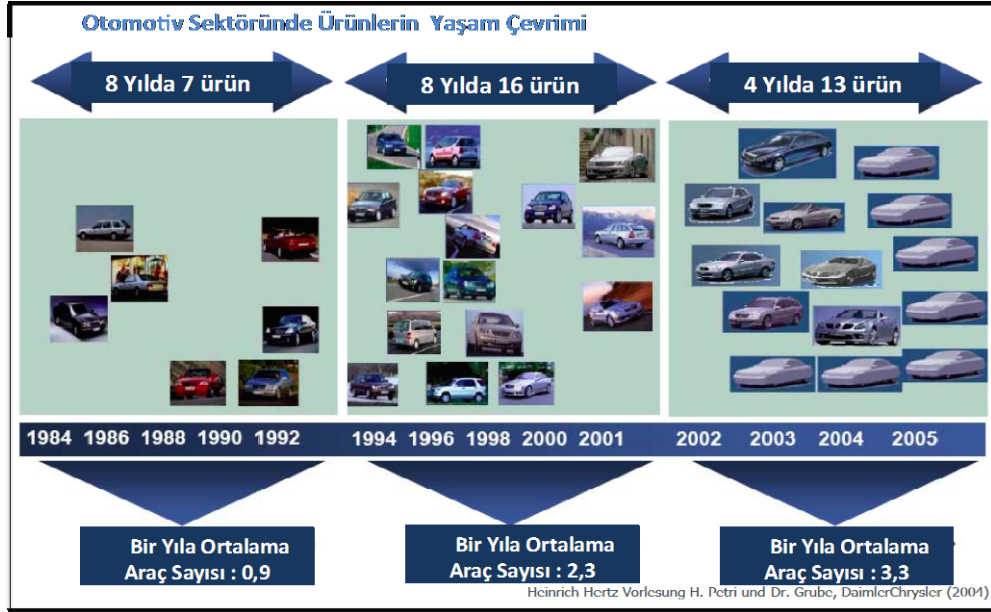 Otomotiv Sektöründe Ürünlerin Yaşam Çevrimi
8 Yılda 7 ürün
8 Yılda 16 ürün
4 Yılda 13 ürün
1984 1986 1988 1990 1992 1994 1996 1998 2000 2001 2002 2003 2004 2005
Bir Yıla Ortalama
Araç Sayısı : 0,9
Bir Yıla Ortalama
Araç Sayısı : 2,3
Bir Yıla Ortalama
Araç Sayısı : 3,3
Heinrich Hertz Vorlesung H. Petri und Dr. Grube, DaimlerChrysler (2004)